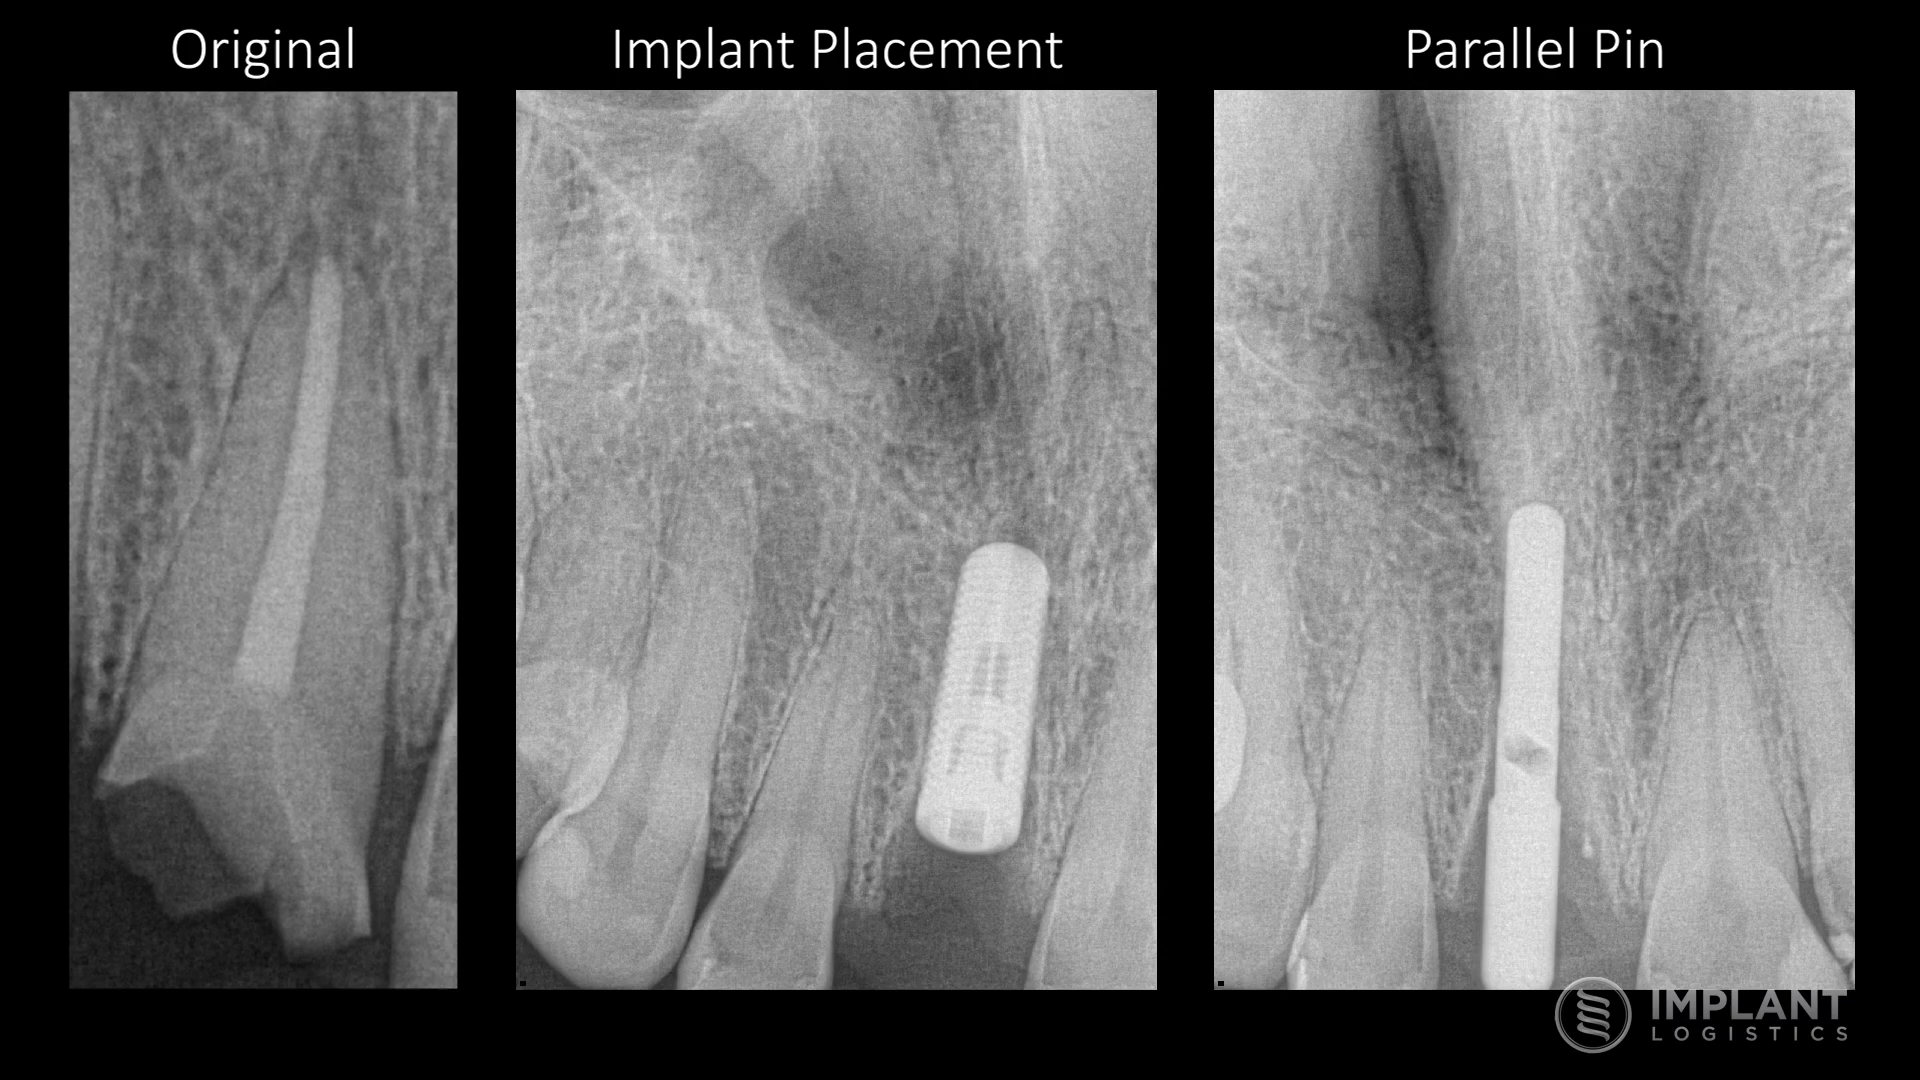 Original
Implant Placement
Parallel Pin
IMPLANT
LOGISTICS